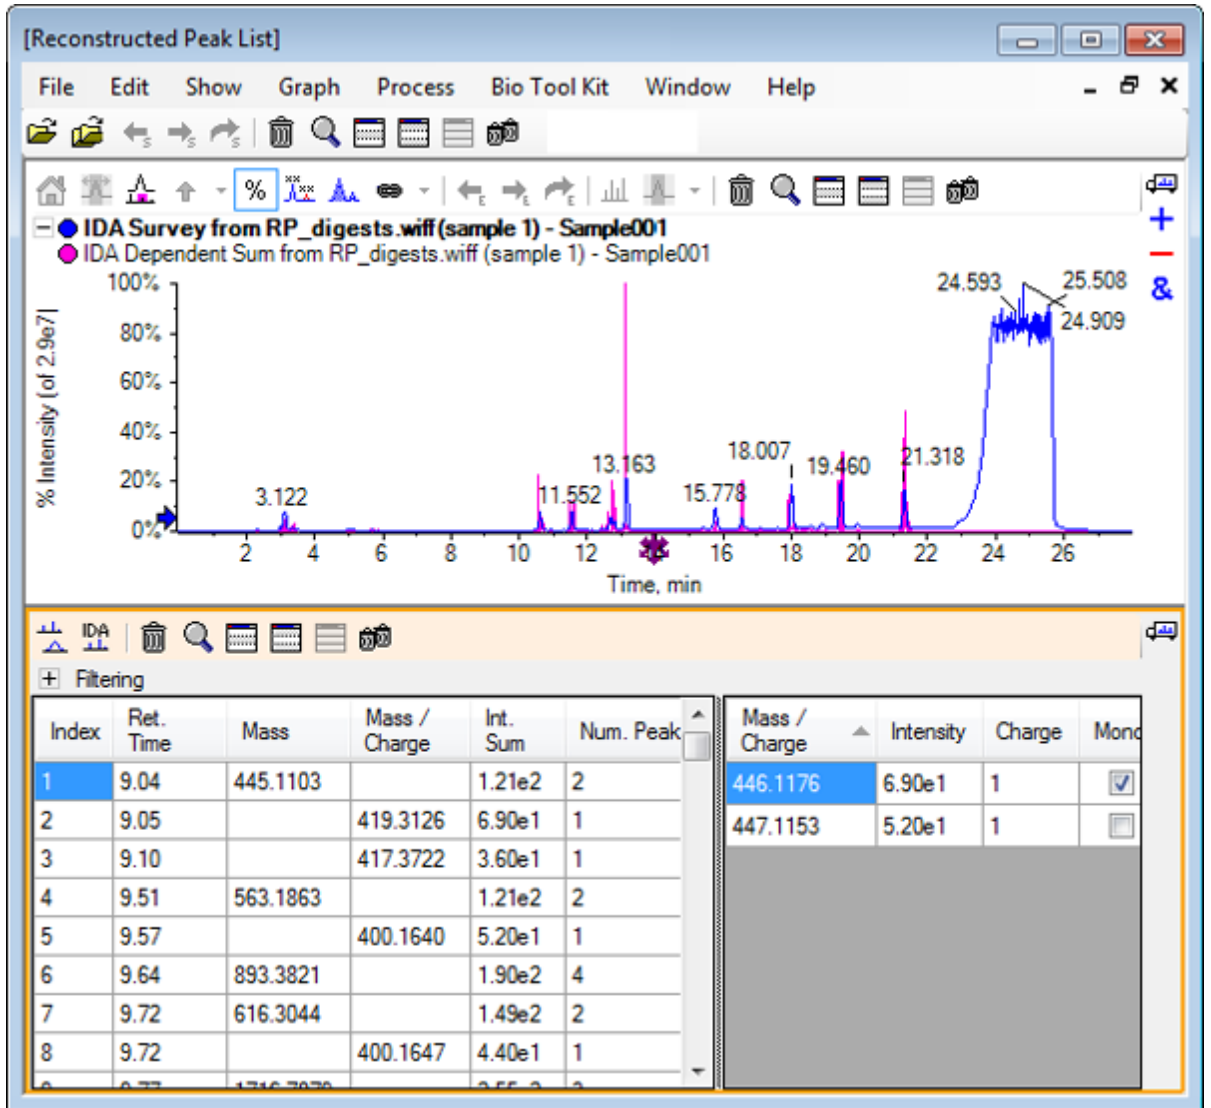 [Reconstructed Peak List]
File Edit Show Graph Process Bio Tool Kit Window Help
%
IDA Survey from RP_digests.wiff (sample 1) - Sample001
IDA Dependent Sum from RP_digests.wiff (sample 1) - Sample001
% Intensity (of 2.9e7)
100%
80%
60%
40%
20%
0%
3.122
11.552
13.163
15.778
18.007
19.460
21.318
24.593
25.508
24.909
2 4 6 8 10 12 16 18 20 22 24 26
Time, min
IDA
Filtering
Index Ret. Time Mass Mass / Charge Int. Sum Num. Peak
1 9.04 445.1103 1.21e2 2
2 9.05 419.3126 6.90e1 1
3 9.10 417.3722 3.60e1 1
4 9.51 563.1863 1.21e2 2
5 9.57 400.1640 5.20e1 1
6 9.64 893.3821 1.90e2 4
7 9.72 616.3044 1.49e2 2
8 9.72 400.1647 4.40e1 1
Mass / Charge Intensity Charge Mono
446.1176 6.90e1 1
447.1153 5.20e1 1